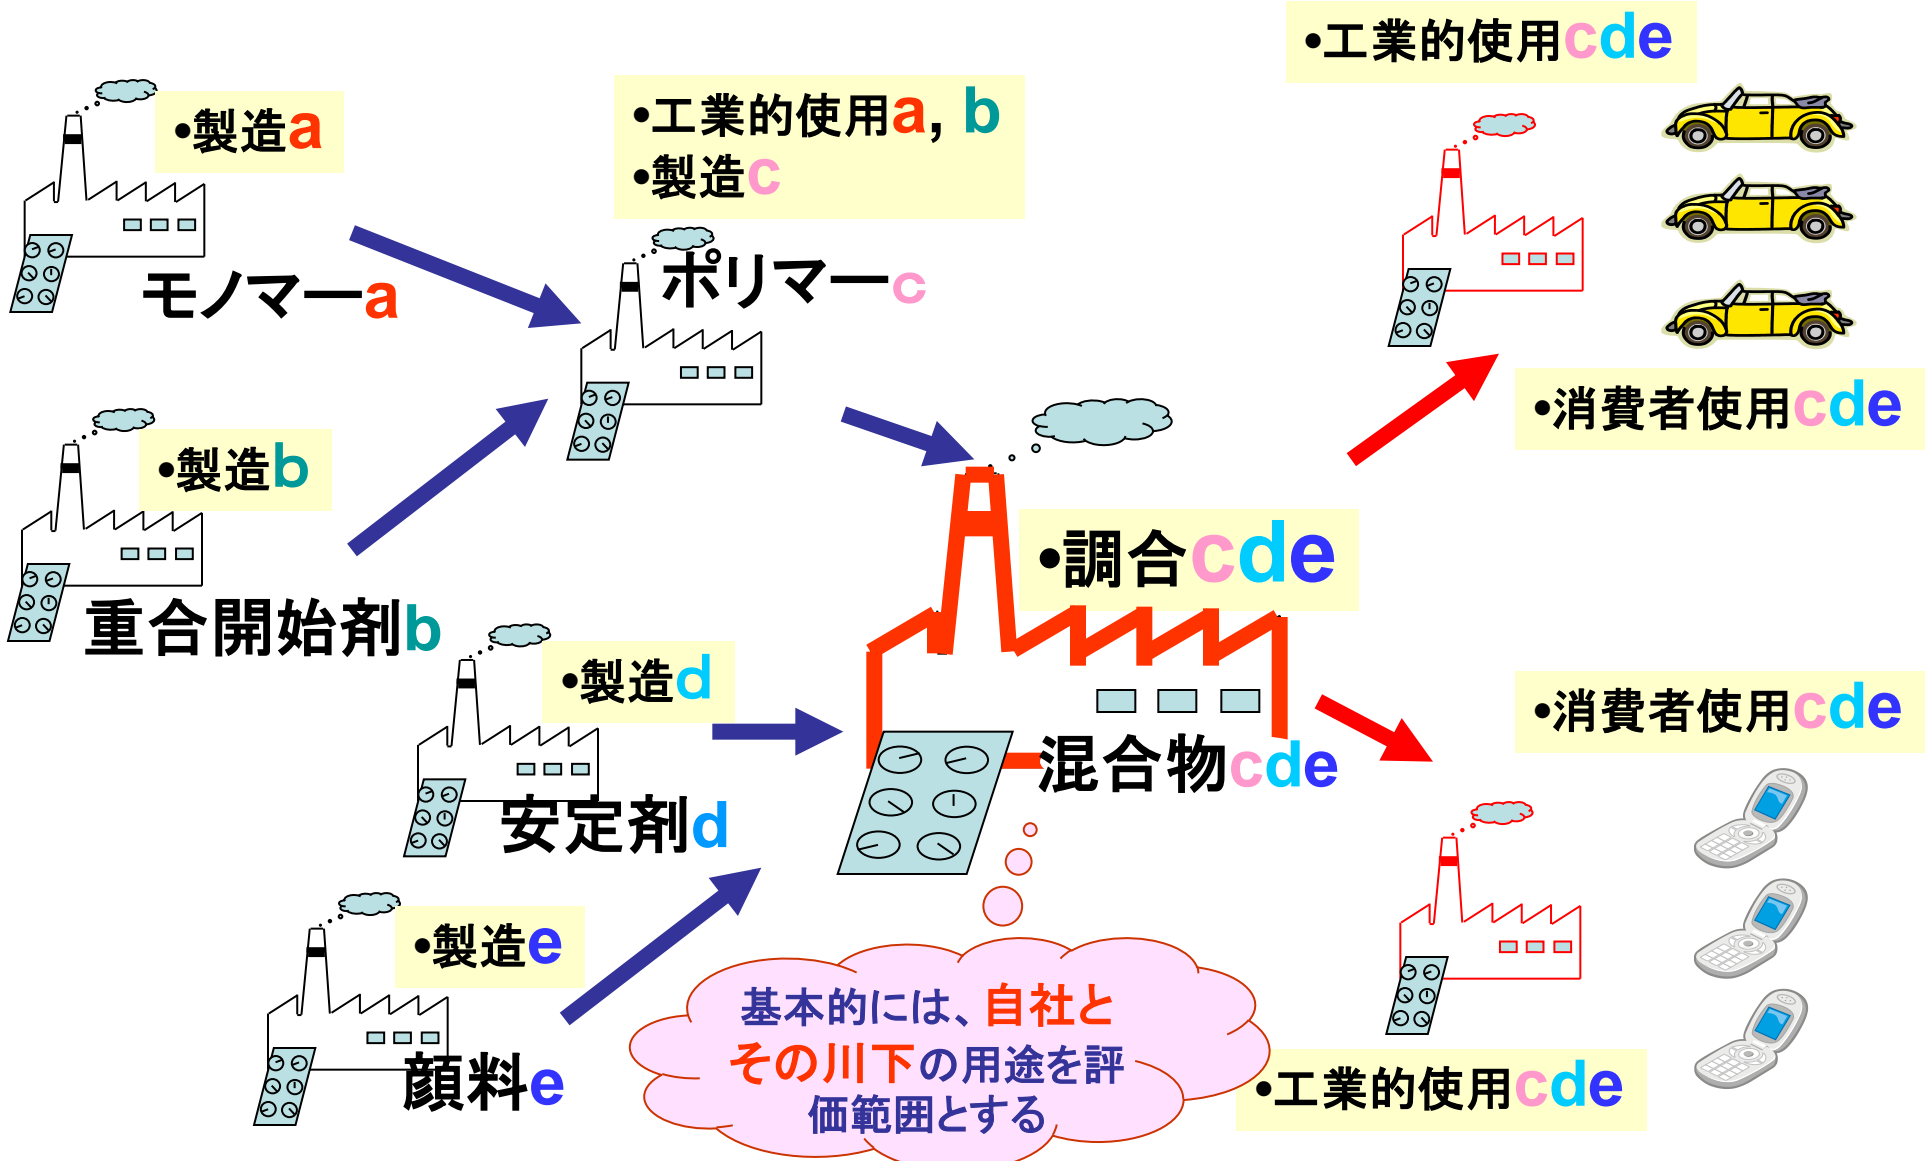 •工業的使用cde
•製造a
•工業的使用a, b
•製造c
モノマーa
ポリマーc
•消費者使用cde
•製造b
重合開始剤b
•調合cde
•製造d
安定剤d
混合物cde
•消費者使用cde
•製造e
顔料e
基本的には、自社と
その川下の用途を評
価範囲とする
•工業的使用cde